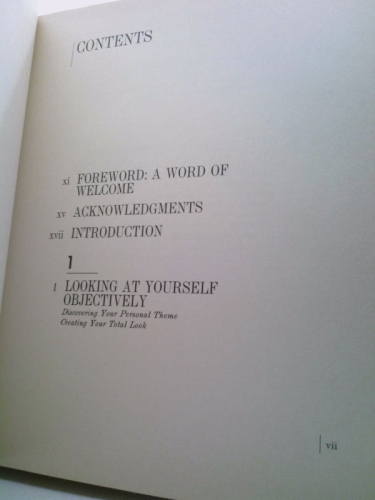 CONTENTS
xi FOREWORD: A WORD OF
WELCOME
xv ACKNOWLEDGMENTS
xvii INTRODUCTION
1
1 LOOKING AT YOURSELF
OBJECTIVELY
Discovering Your Personal Theme
Creating Your Total Look
vii